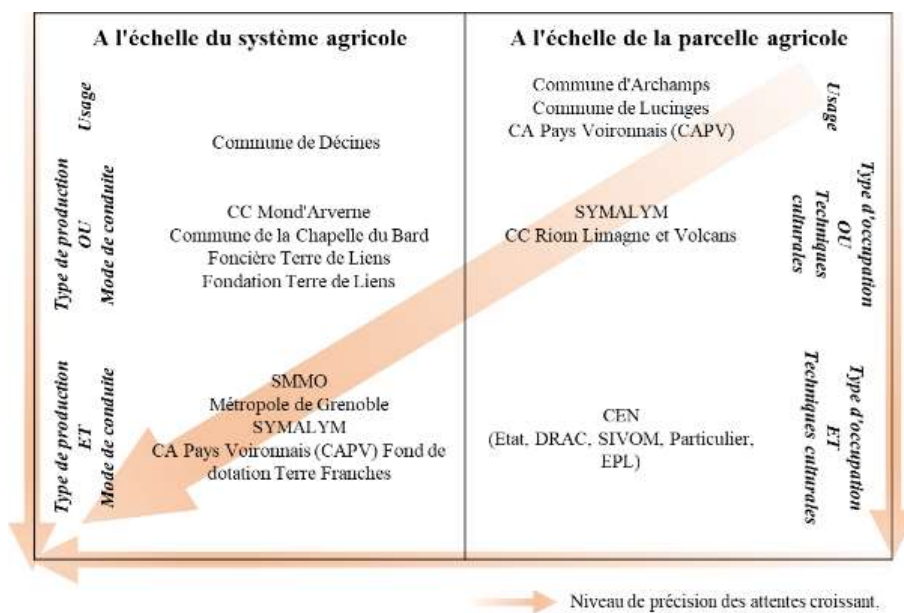 A l'échelle du système agricole
A l'échelle de la parcelle agricole
Usage
Commune de Décines
Commune d'Archamps
Commune de Lucinges
CA Pays Voironnais (CAPV)
Usage
Type de production
OU
Mode de conduite
CC Mond'Arverne
Commune de la Chapelle du Bard
Foncière Terre de Liens
Fondation Terre de Liens
SYMALYM
CC Riom Limagne et Volcans
Type d'occupation
OU
Techniques
culturales
Type de production
ET
Mode de conduite
SMMO
Métropole de Grenoble
SYMALYM
CA Pays Voironnais (CAPV) Fond de
dotation Terre Franches
CEN
(Etat, DRAC, SIVOM, Particulier,
EPL)
Type d'occupation
ET
Techniques culturales
Niveau de précision des attentes croissant.